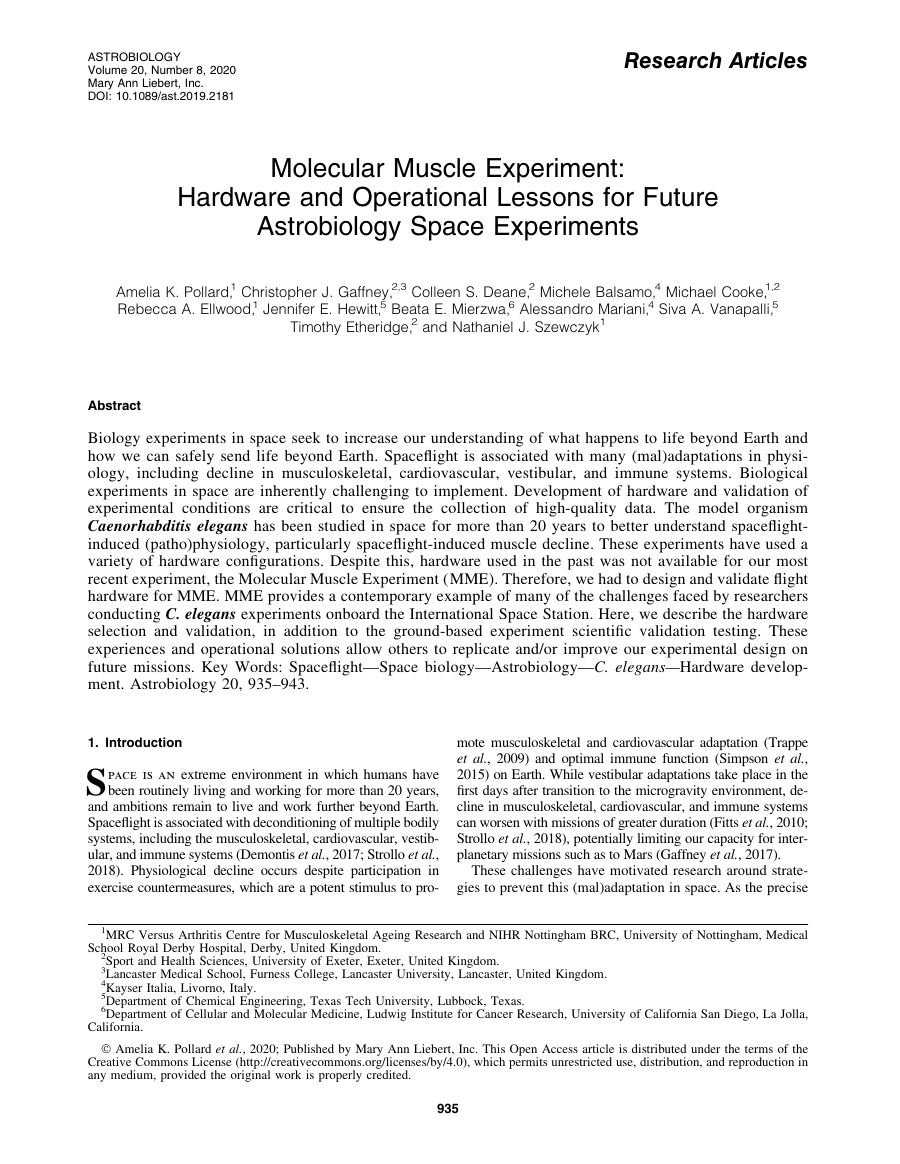 ASTROBIOLOGY
Volume 20, Number 8, 2020
Mary Ann Liebert, Inc.
DOI: 10.1089/ast.2019.2181
Research Articles
Molecular Muscle Experiment:
Hardware and Operational Lessons for Future
Astrobiology Space Experiments
Amelia K. Pollard,1 Christopher J. Gaffney,2,3 Colleen S. Deane,2 Michele Balsamo,4 Michael Cooke,1,2
Rebecca A. Ellwood,1 Jennifer E. Hewitt,5 Beata E. Mierzwa,6 Alessandro Mariani,4 Siva A. Vanapalli,5
Timothy Etheridge,2 and Nathaniel J. Szewczyk1
Abstract
Biology experiments in space seek to increase our understanding of what happens to life beyond Earth and
how we can safely send life beyond Earth. Spaceflight is associated with many (mal)adaptations in physi-
ology, including decline in musculoskeletal, cardiovascular, vestibular, and immune systems. Biological
experiments in space are inherently challenging to implement. Development of hardware and validation of
experimental conditions are critical to ensure the collection of high-quality data. The model organism
Caenorhabditis elegans has been studied in space for more than 20 years to better understand spaceflight-
induced (patho)physiology, particularly spaceflight-induced muscle decline. These experiments have used a
variety of hardware configurations. Despite this, hardware used in the past was not available for our most
recent experiment, the Molecular Muscle Experiment (MME). Therefore, we had to design and validate flight
hardware for MME. MME provides a contemporary example of many of the challenges faced by researchers
conducting C. elegans experiments onboard the International Space Station. Here, we describe the hardware
selection and validation, in addition to the ground-based experiment scientific validation testing. These
experiences and operational solutions allow others to replicate and/or improve our experimental design on
future missions. Key Words: Spaceflight—Space biology—Astrobiology—C. elegans—Hardware develop-
ment. Astrobiology 20, 935–943.
1. Introduction
SPACE IS AN extreme environment in which humans have
been routinely living and working for more than 20 years,
and ambitions remain to live and work further beyond Earth.
Spaceflight is associated with deconditioning of multiple bodily
systems, including the musculoskeletal, cardiovascular, vestib-
ular, and immune systems (Demontis et al., 2017; Strollo et al.,
2018). Physiological decline occurs despite participation in
exercise countermeasures, which are a potent stimulus to pro-
mote musculoskeletal and cardiovascular adaptation (Trappe
et al., 2009) and optimal immune function (Simpson et al.,
2015) on Earth. While vestibular adaptations take place in the
first days after transition to the microgravity environment, de-
cline in musculoskeletal, cardiovascular, and immune systems
can worsen with missions of greater duration (Fitts et al., 2010;
Strollo et al., 2018), potentially limiting our capacity for inter-
planetary missions such as to Mars (Gaffney et al., 2017).
These challenges have motivated research around strate-
gies to prevent this (mal)adaptation in space. As the precise
1MRC Versus Arthritis Centre for Musculoskeletal Ageing Research and NIHR Nottingham BRC, University of Nottingham, Medical
School Royal Derby Hospital, Derby, United Kingdom.
2Sport and Health Sciences, University of Exeter, Exeter, United Kingdom.
3Lancaster Medical School, Furness College, Lancaster University, Lancaster, United Kingdom.
4Kayser Italia, Livorno, Italy.
5Department of Chemical Engineering, Texas Tech University, Lubbock, Texas.
6Department of Cellular and Molecular Medicine, Ludwig Institute for Cancer Research, University of California San Diego, La Jolla,
California.
© Amelia K. Pollard et al., 2020; Published by Mary Ann Liebert, Inc. This Open Access article is distributed under the terms of the
Creative Commons License (http://creativecommons.org/licenses/by/4.0), which permits unrestricted use, distribution, and reproduction in
any medium, provided the original work is properly credited.
935